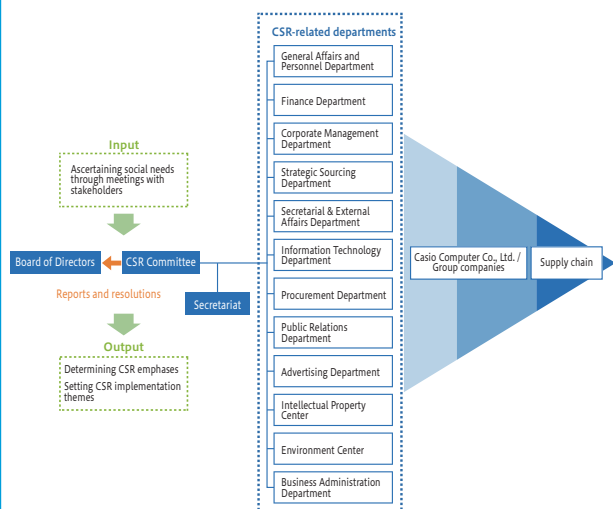 CSR-related departments
General Affairs and
Personnel Department
Finance Department
Corporate Management
Department
Strategic Sourcing
Department
Secretarial & External
Affairs Department
Information Technology
Department
Procurement Department
Public Relations
Department
Advertising Department
Intellectual Property
Center
Environment Center
Business Administration
Department
Input
Ascertaining social needs
through meetings with
stakeholders
Board of Directors
CSR Committee
Reports and resolutions
Secretariat
Output
Determining CSR emphases
Setting CSR implementation
themes
Casio Computer Co., Ltd. /
Group companies
Supply chain